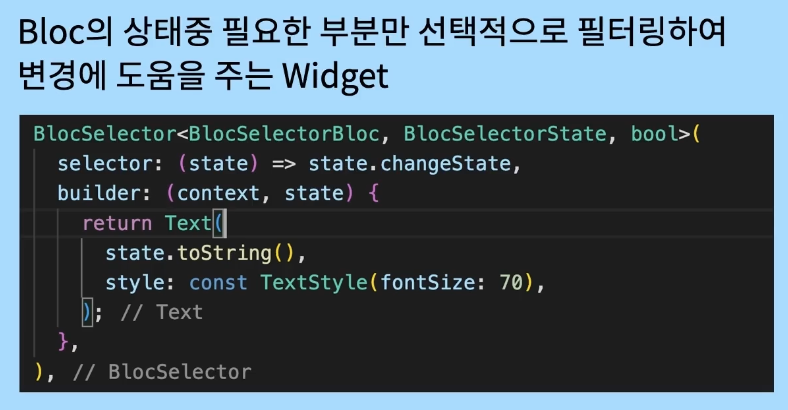 Bloc의 상태중 필요한 부분만 선택적으로 필터링하여
변경에 도움을 주는 Widget
BlocSelector<BlocSelectorBloc, BlocSelectorState, bool>(
  selector: (state) => state.changeState,
  builder: (context, state) {
    return Text(
      state.toString(),
      style: const TextStyle(fontSize: 70),
    ); // Text
  },
), // BlocSelector